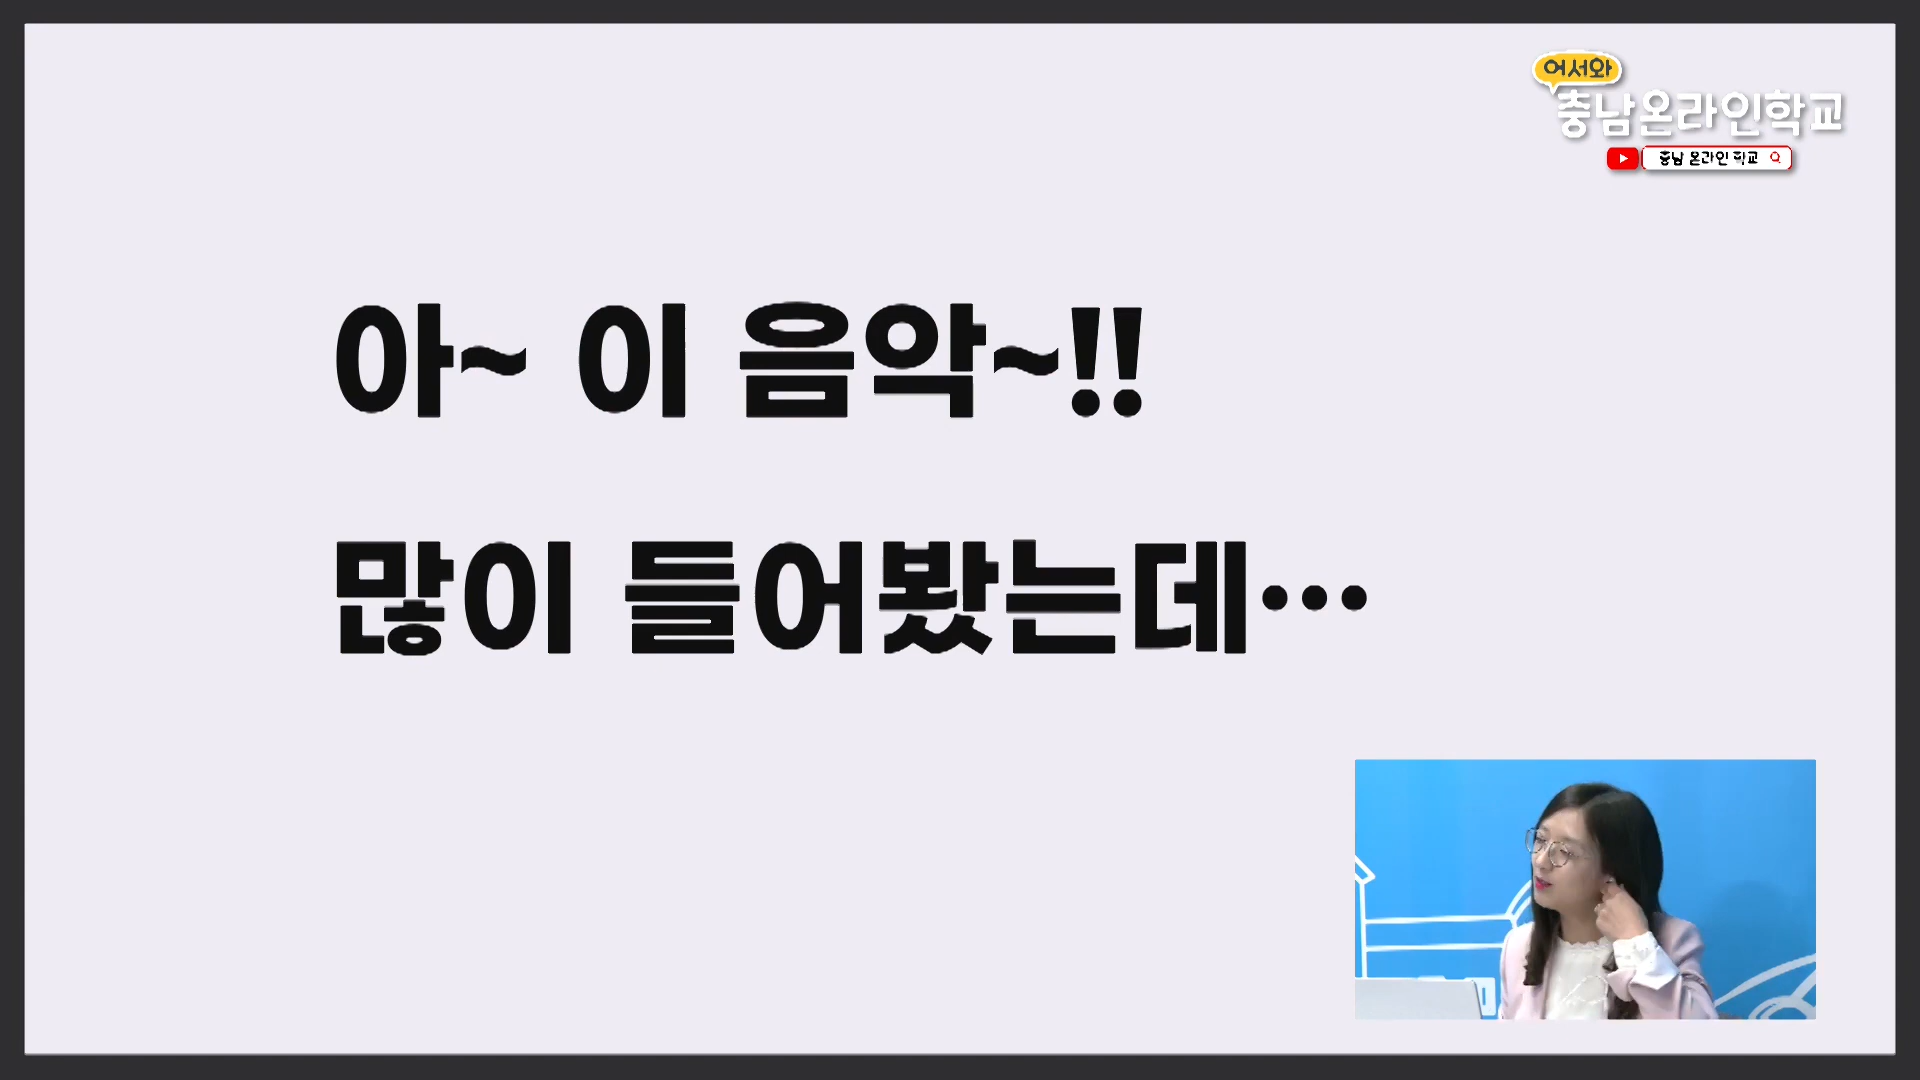 어서와
충남온라인학교
충남 온라인 학교
아~ 이 음악~!!
많이 들어봤는데…